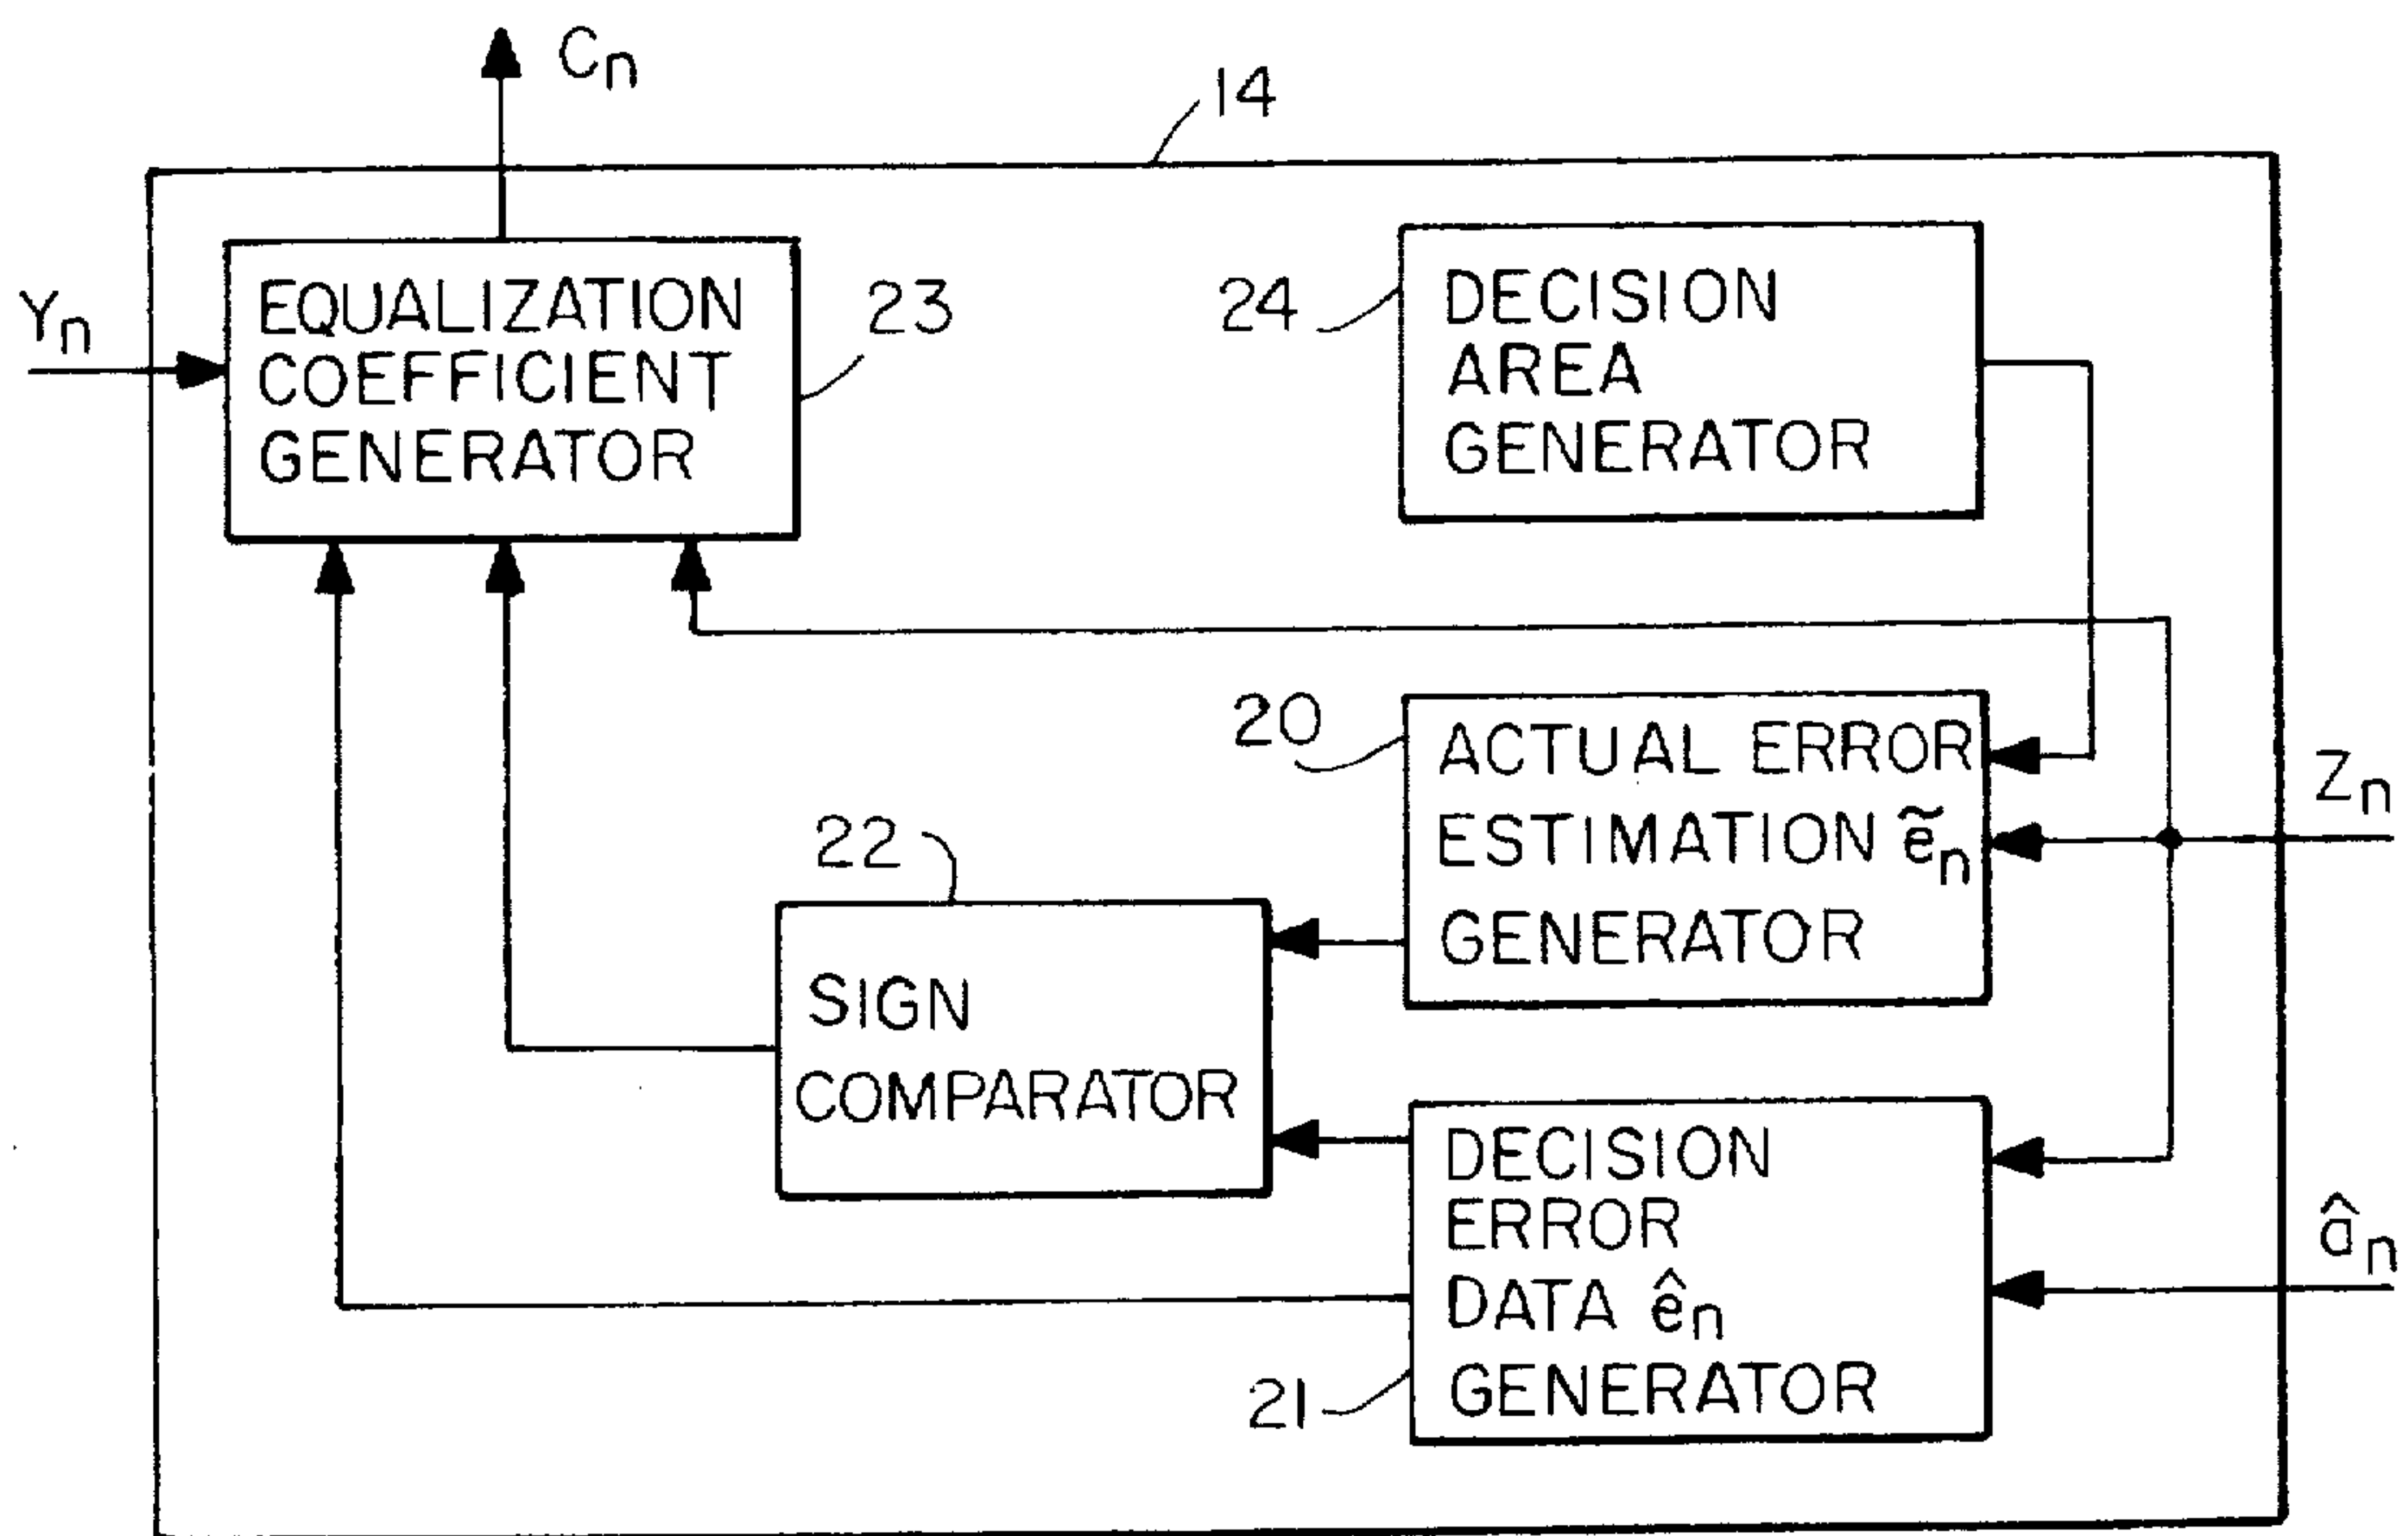 Cn
14
Yn
EQUALIZATION
COEFFICIENT
GENERATOR
23
24
DECISION
AREA
GENERATOR
20
ACTUAL ERROR
ESTIMATION ẽn
GENERATOR
Zn
22
SIGN
COMPARATOR
DECISION
ERROR
DATA ên
GENERATOR
21
ân